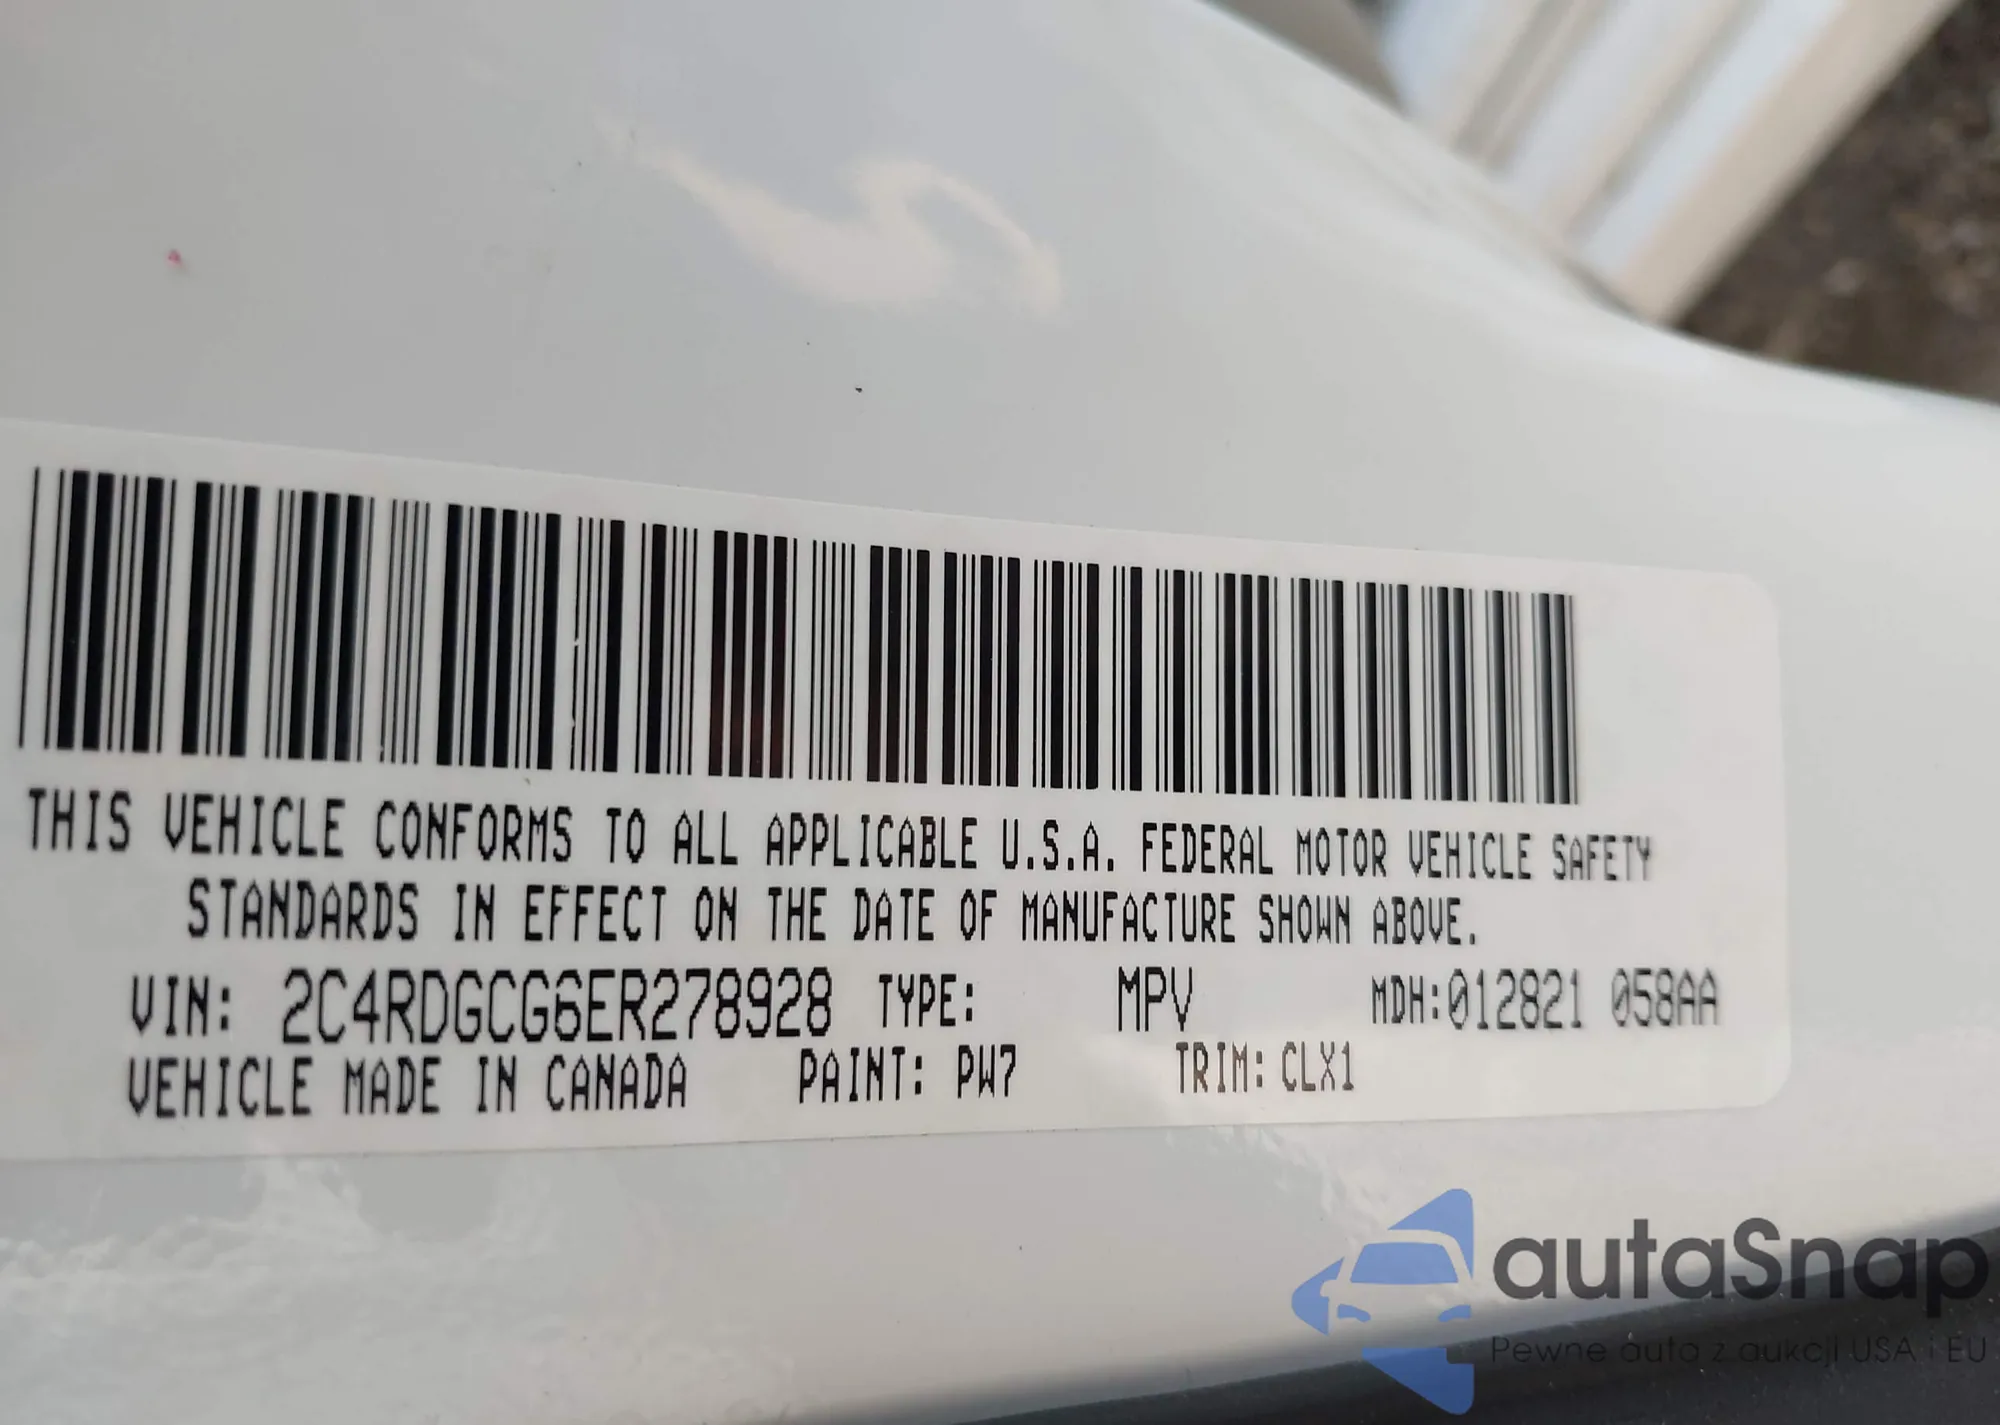 THIS VEHICLE CONFORMS TO ALL APPLICABLE U.S.A. FEDERAL MOTOR VEHICLE SAFETY
STANDARDS IN EFFECT ON THE DATE OF MANUFACTURE SHOWN ABOVE.
VIN: 2C4RDGCG6ER278928 TYPE: MPV MDH:012821 058AA
VEHICLE MADE IN CANADA PAINT: PW7 TRIM: CLX1
autaSnap
Pewne auta z aukcji USA i EU